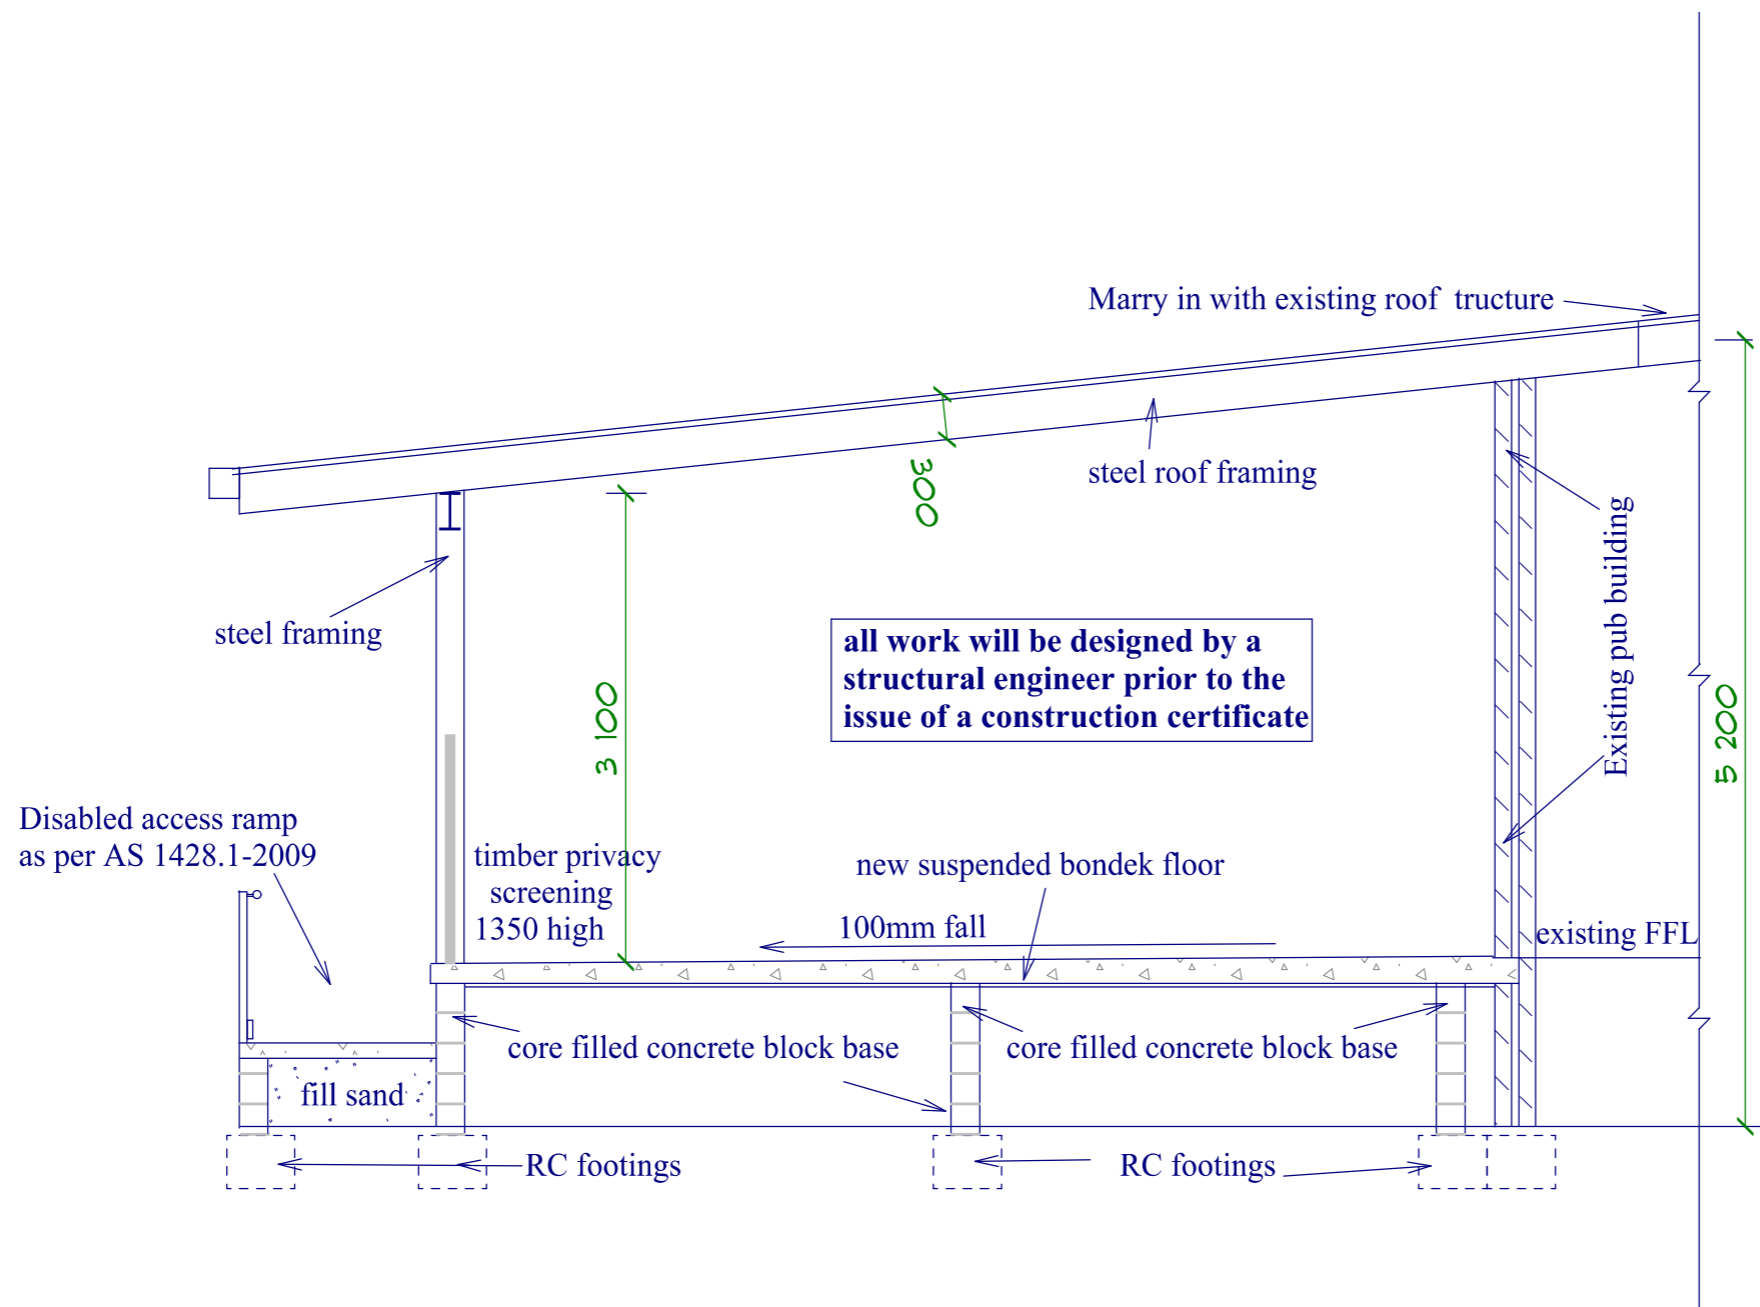 Marry in with existing roof  tructure
steel roof framing
300
steel framing
Existing pub building
all work will be designed by a
structural engineer prior to the
issue of a construction certificate
3 100
5 200
Disabled access ramp
as per AS 1428.1-2009
timber privacy
screening
1350 high
new suspended bondek floor
100mm fall
existing FFL
core filled concrete block base
core filled concrete block base
fill sand
RC footings
RC footings